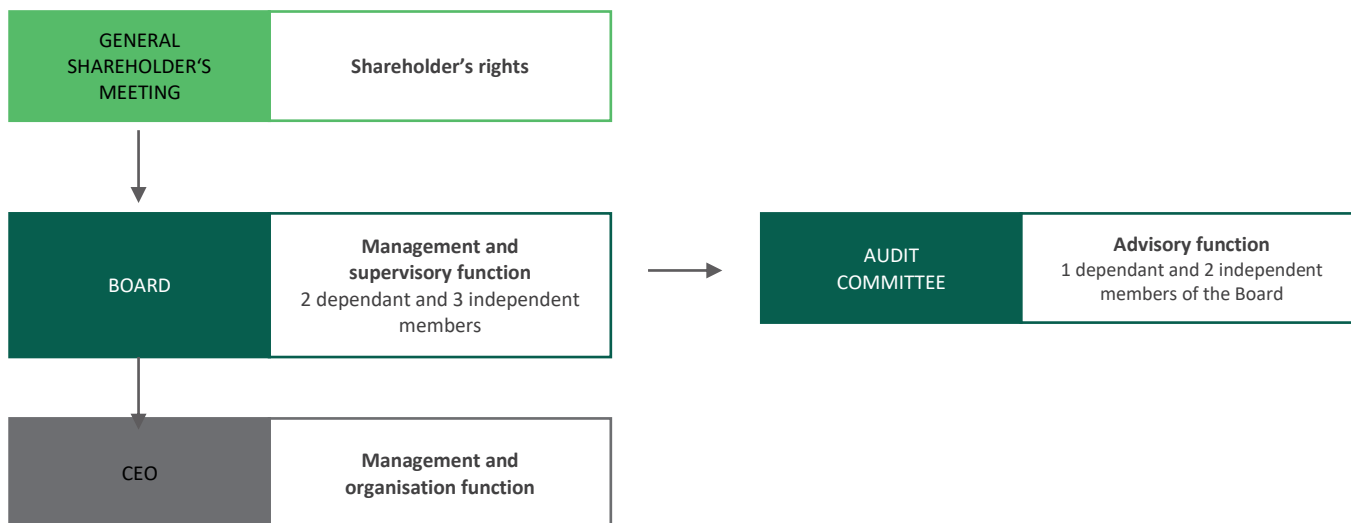 GENERAL
SHAREHOLDER‘S
MEETING
Shareholder’s rights
BOARD
Management and
supervisory function
2 dependant and 3 independent
members
AUDIT
COMMITTEE
Advisory function
1 dependant and 2 independent
members of the Board
CEO
Management and
organisation function